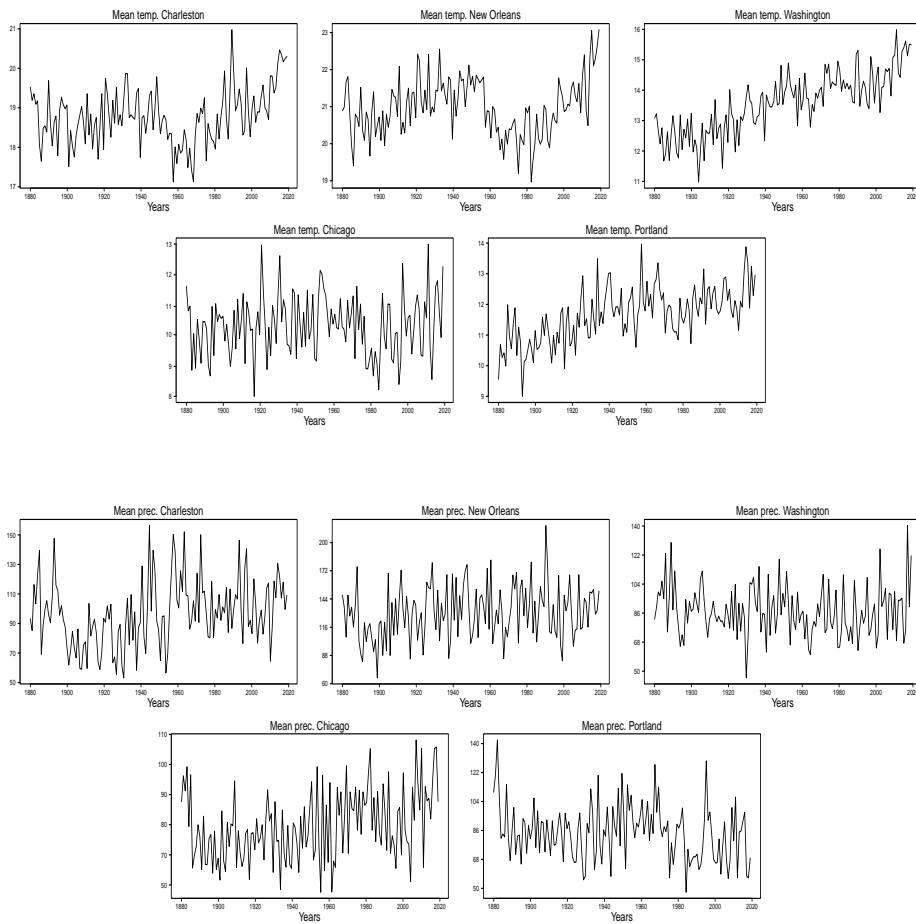 Mean temp. Charleston
21
20
19
18
17
1880 1900 1920 1940 1960 1980 2000 2020
Years
Mean temp. New Orleans
23
22
21
20
19
1880 1900 1920 1940 1960 1980 2000 2020
Years
Mean temp. Washington
16
15
14
13
12
11
1880 1900 1920 1940 1960 1980 2000 2020
Years
Mean temp. Chicago
13
12
11
10
9
8
1880 1900 1920 1940 1960 1980 2000 2020
Years
Mean temp. Portland
14
13
12
11
10
9
1880 1900 1920 1940 1960 1980 2000 2020
Years
Mean prec. Charleston
150
130
110
90
70
50
1880 1900 1920 1940 1960 1980 2000 2020
Years
Mean prec. New Orleans
200
172
144
116
88
60
1880 1900 1920 1940 1960 1980 2000 2020
Years
Mean prec. Washington
140
122
104
86
68
50
1880 1900 1920 1940 1960 1980 2000 2020
Years
Mean prec. Chicago
110
100
90
80
70
60
50
1880 1900 1920 1940 1960 1980 2000 2020
Years
Mean prec. Portland
140
122
104
86
68
50
1880 1900 1920 1940 1960 1980 2000 2020
Years